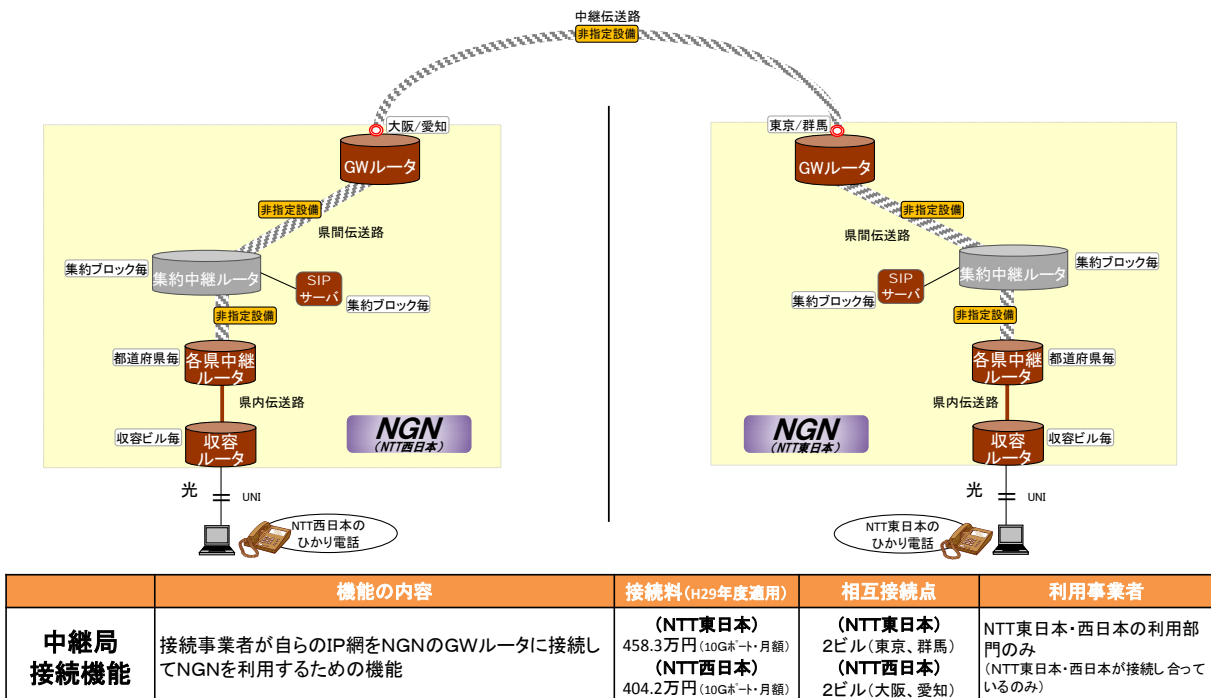 中継伝送路
非指定設備
大阪/愛知
GWルータ
非指定設備
県間伝送路
集約ブロック毎
集約中継ルータ
SIP
サーバ
集約ブロック毎
非指定設備
都道府県毎
各県中継
ルータ
県内伝送路
収容ビル毎
収容
ルータ
NGN
(NTT西日本)
光
UNI
NTT西日本の
ひかり電話
東京/群馬
GWルータ
非指定設備
県間伝送路
集約ブロック毎
集約中継ルータ
SIP
サーバ
集約ブロック毎
非指定設備
各県中継
ルータ
都道府県毎
県内伝送路
収容
ルータ
収容ビル毎
NGN
(NTT東日本)
光
UNI
NTT東日本の
ひかり電話
機能の内容
接続料(H29年度適用)
相互接続点
利用事業者
中継局
接続機能
接続事業者が自らのIP網をNGNのGWルータに接続し
てNGNを利用するための機能
(NTT東日本)
458.3万円(10Gポート・月額)
(NTT西日本)
404.2万円(10Gポート・月額)
(NTT東日本)
2ビル(東京、群馬)
(NTT西日本)
2ビル(大阪、愛知)
NTT東日本・西日本の利用部
門のみ
(NTT東日本・西日本が接続し合って
いるのみ)